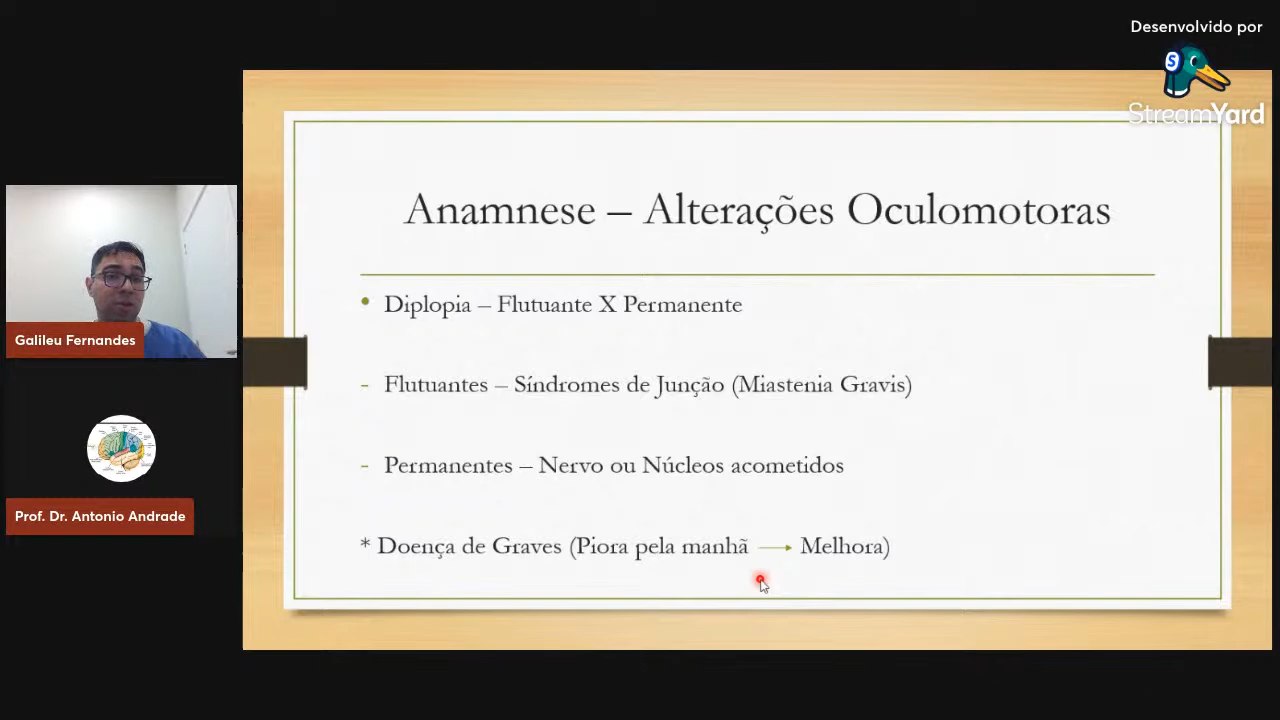 Desenvolvido por
StreamYard
Anamnese – Alterações Oculomotoras
• Diplopia – Flutuante X Permanente
- Flutuantes – Síndromes de Junção (Miastenia Gravis)
- Permanentes – Nervo ou Núcleos acometidos
* Doença de Graves (Piora pela manhã → Melhora)
Galileu Fernandes
Prof. Dr. Antonio Andrade